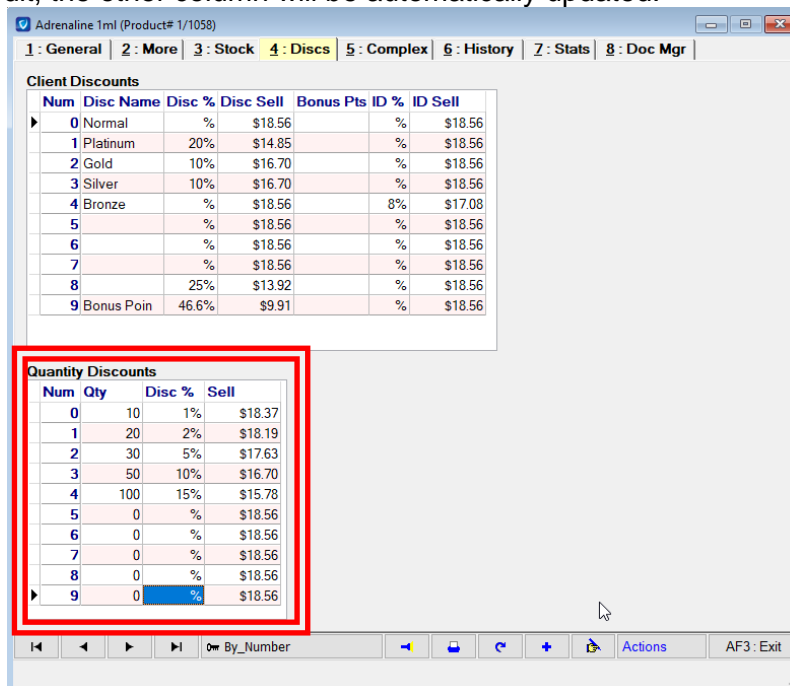 the other column will be automatically updated.
Adrenaline 1ml (Product# 1/1058)
1 : General 2 : More 3 : Stock 4 : Discs 5 : Complex 6 : History 7 : Stats 8 : Doc Mgr
Client Discounts
Num Disc Name Disc % Disc Sell Bonus Pts ID % ID Sell
0 Normal % $18.56 % $18.56
1 Platinum 20% $14.85 % $18.56
2 Gold 10% $16.70 % $18.56
3 Silver 10% $16.70 % $18.56
4 Bronze % $18.56 8% $17.08
5 % $18.56 % $18.56
6 % $18.56 % $18.56
7 % $18.56 % $18.56
8 25% $13.92 % $18.56
9 Bonus Poin 46.6% $9.91 % $18.56
Quantity Discounts
Num Qty Disc % Sell
0 10 1% $18.37
1 20 2% $18.19
2 30 5% $17.63
3 50 10% $16.70
4 100 15% $15.78
5 0 % $18.56
6 0 % $18.56
7 0 % $18.56
8 0 % $18.56
9 0 % $18.56
By_Number Actions AF3 : Exit